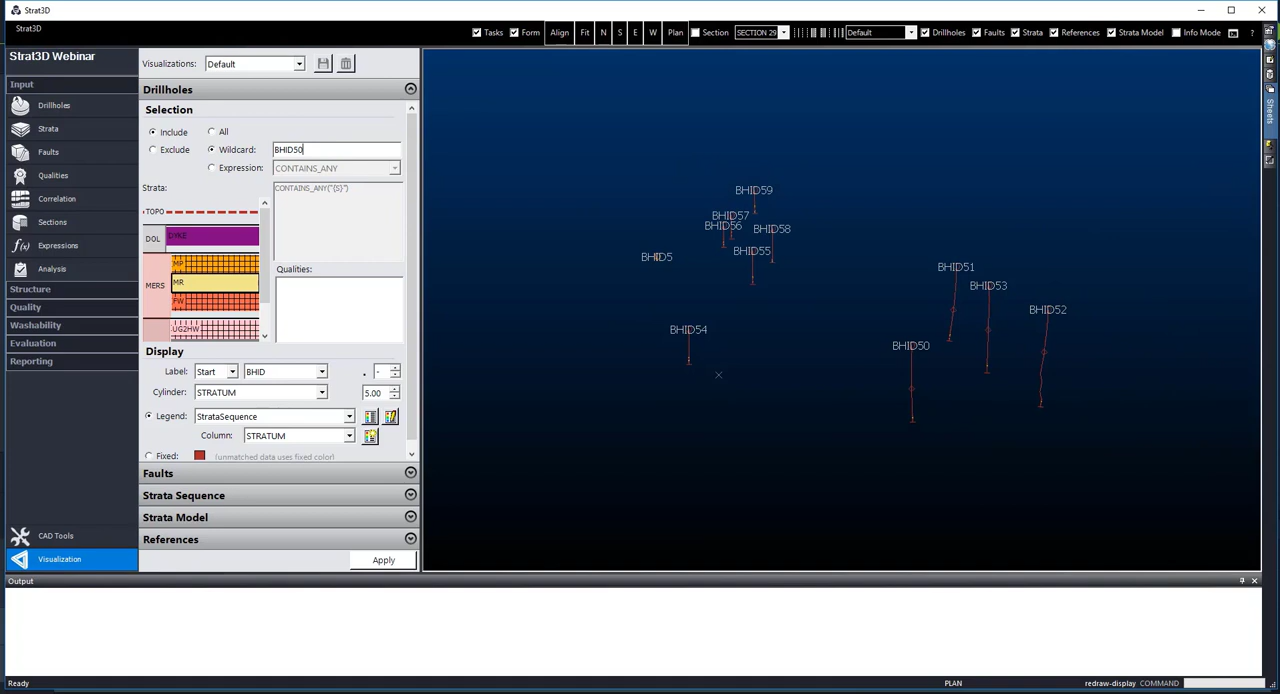 Strat3D
Strat3D
Tasks Form Align Fit N S E W Plan Section SECTION 29 Default Drillholes Faults Strata References Strata Model Info Mode ?
Strat3D Webinar
Input
Drillholes
Strata
Faults
Qualities
Correlation
Sections
f(x) Expressions
Analysis
Structure
Quality
Washability
Evaluation
Reporting
CAD Tools
Visualization
Visualizations: Default
Drillholes
Selection
Include All
Exclude Wildcard: BHID50
Expression: CONTAINS_ANY
Strata: CONTAINS_ANY("{S}")
TOPO
DOL DYKE
MP
MERS MR
FW
UG2HW
Qualities:
Display
Label: Start BHID . -
Cylinder: STRATUM 5.00
Legend: StrataSequence
Column: STRATUM
Fixed: (unmatched data uses fixed color)
Faults
Strata Sequence
Strata Model
References
Apply
BHID59
BHID57
BHID56 BHID58
BHID55
BHID5
BHID51
BHID53
BHID52
BHID54
BHID50
Sheets
Output
Ready PLAN redraw-display COMMAND